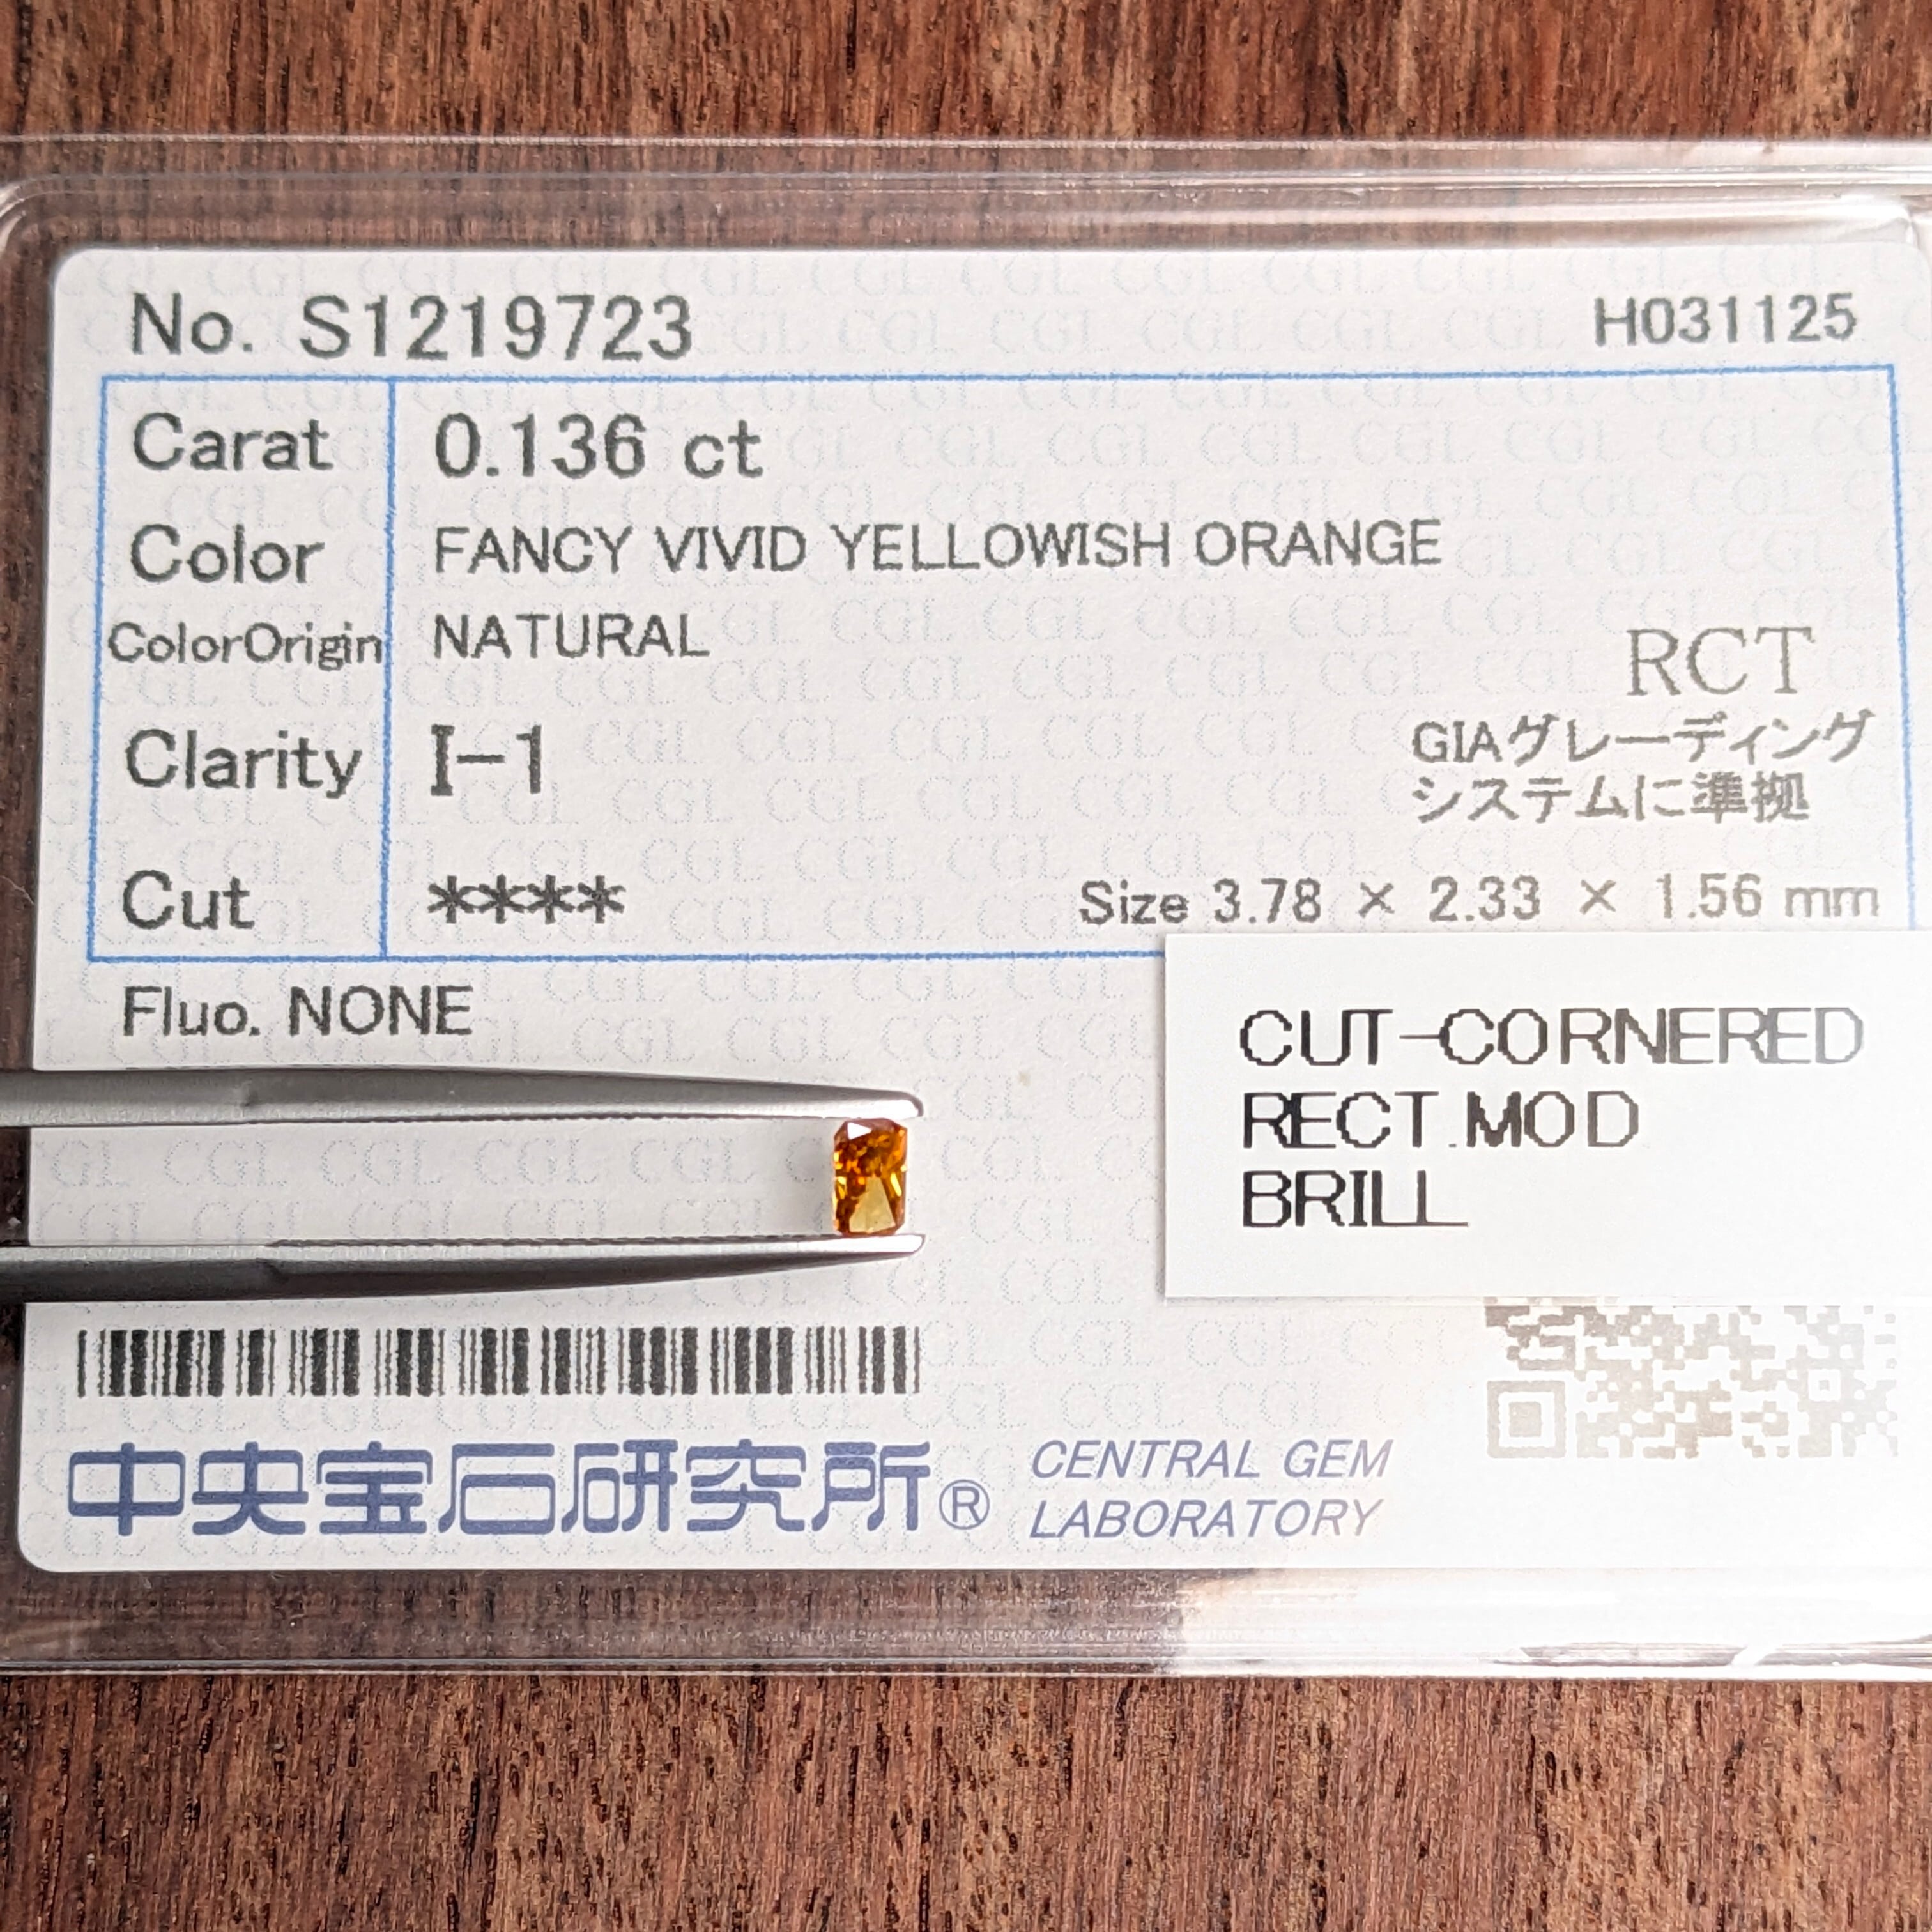 No. S1219723 H031125
Carat 0.136 ct
Color FANCY VIVID YELLOWISH ORANGE
ColorOrigin NATURAL
RCT
Clarity I-1
GIAグレーディング
システムに準拠
Cut ****
Size 3.78 × 2.33 × 1.56 mm
Fluo. NONE
CUT-CORNERED
RECT.MOD
BRILL
中央宝石研究所®
CENTRAL GEM
LABORATORY